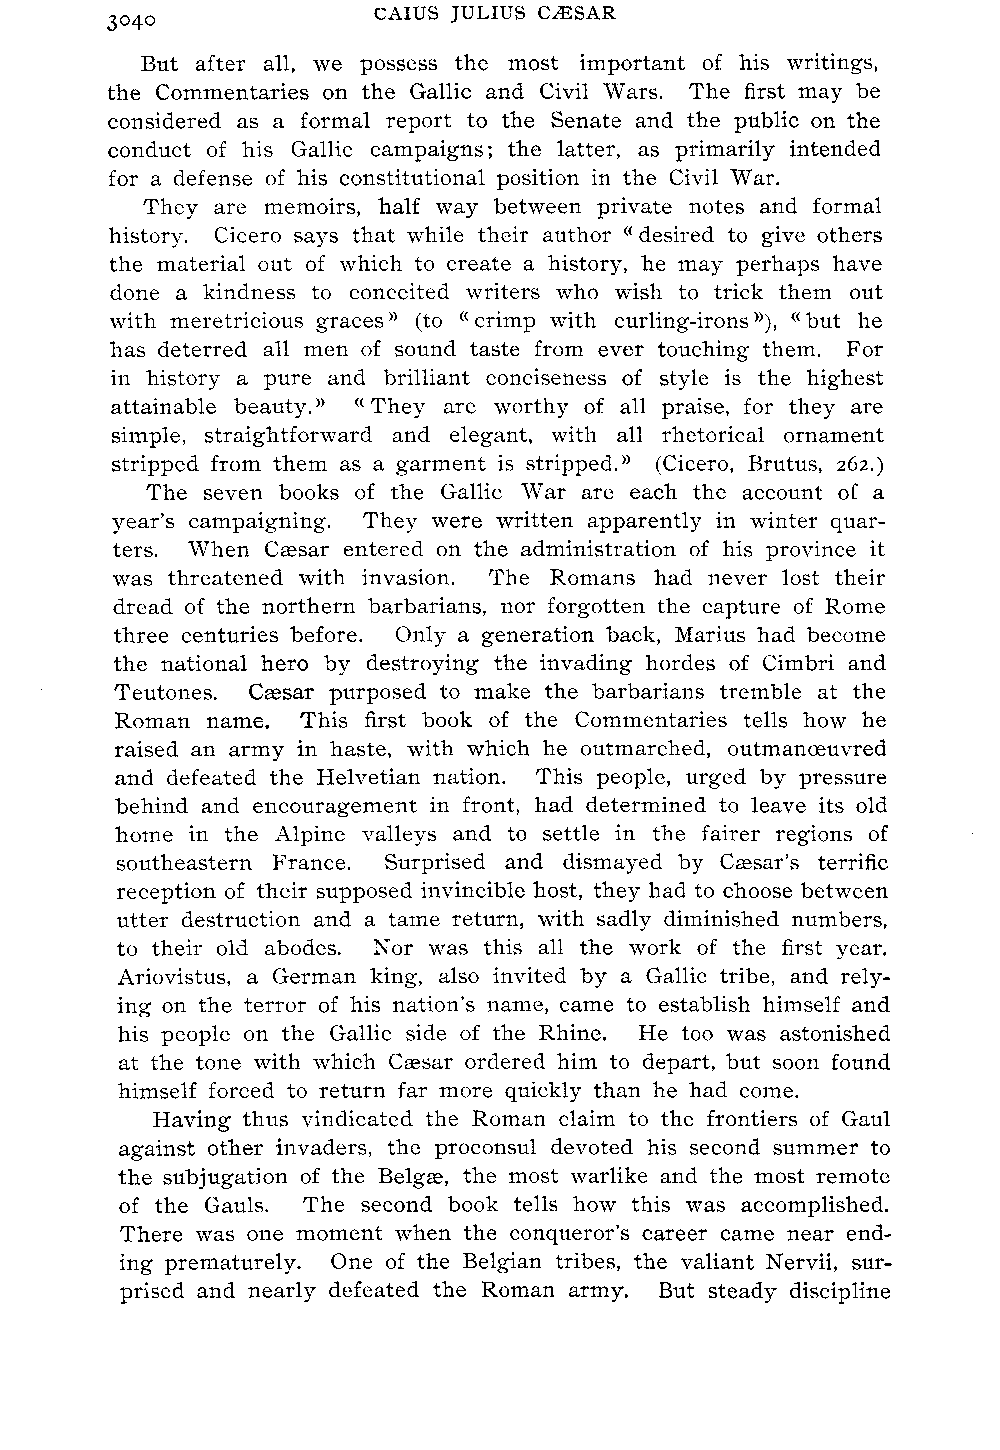 3040
CAIUS JULIUS CÆSAR
But after all, we possess the most important of his writings,
the Commentaries on the Gallic and Civil Wars. The first may be
considered as a formal report to the Senate and the public on the
conduct of his Gallic campaigns; the latter, as primarily intended
for a defense of his constitutional position in the Civil War.
They are memoirs, half way between private notes and formal
history. Cicero says that while their author «desired to give others
the material out of which to create a history, he may perhaps have
done a kindness to conceited writers who wish to trick them out
with meretricious graces» (to «crimp with curling-irons»), «but he
has deterred all men of sound taste from ever touching them. For
in history a pure and brilliant conciseness of style is the highest
attainable beauty.» «They are worthy of all praise, for they are
simple, straightforward and elegant, with all rhetorical ornament
stripped from them as a garment is stripped.» (Cicero, Brutus, 262.)
The seven books of the Gallic War are each the account of a
year's campaigning. They were written apparently in winter quar-
ters. When Cæsar entered on the administration of his province it
was threatened with invasion. The Romans had never lost their
dread of the northern barbarians, nor forgotten the capture of Rome
three centuries before. Only a generation back, Marius had become
the national hero by destroying the invading hordes of Cimbri and
Teutones. Cæsar purposed to make the barbarians tremble at the
Roman name. This first book of the Commentaries tells how he
raised an army in haste, with which he outmarched, outmanœuvred
and defeated the Helvetian nation. This people, urged by pressure
behind and encouragement in front, had determined to leave its old
home in the Alpine valleys and to settle in the fairer regions of
southeastern France. Surprised and dismayed by Cæsar's terrific
reception of their supposed invincible host, they had to choose between
utter destruction and a tame return, with sadly diminished numbers,
to their old abodes. Nor was this all the work of the first year.
Ariovistus, a German king, also invited by a Gallic tribe, and rely-
ing on the terror of his nation's name, came to establish himself and
his people on the Gallic side of the Rhine. He too was astonished
at the tone with which Cæsar ordered him to depart, but soon found
himself forced to return far more quickly than he had come.
Having thus vindicated the Roman claim to the frontiers of Gaul
against other invaders, the proconsul devoted his second summer to
the subjugation of the Belgæ, the most warlike and the most remote
of the Gauls. The second book tells how this was accomplished.
There was one moment when the conqueror's career came near end-
ing prematurely. One of the Belgian tribes, the valiant Nervii, sur-
prised and nearly defeated the Roman army. But steady discipline